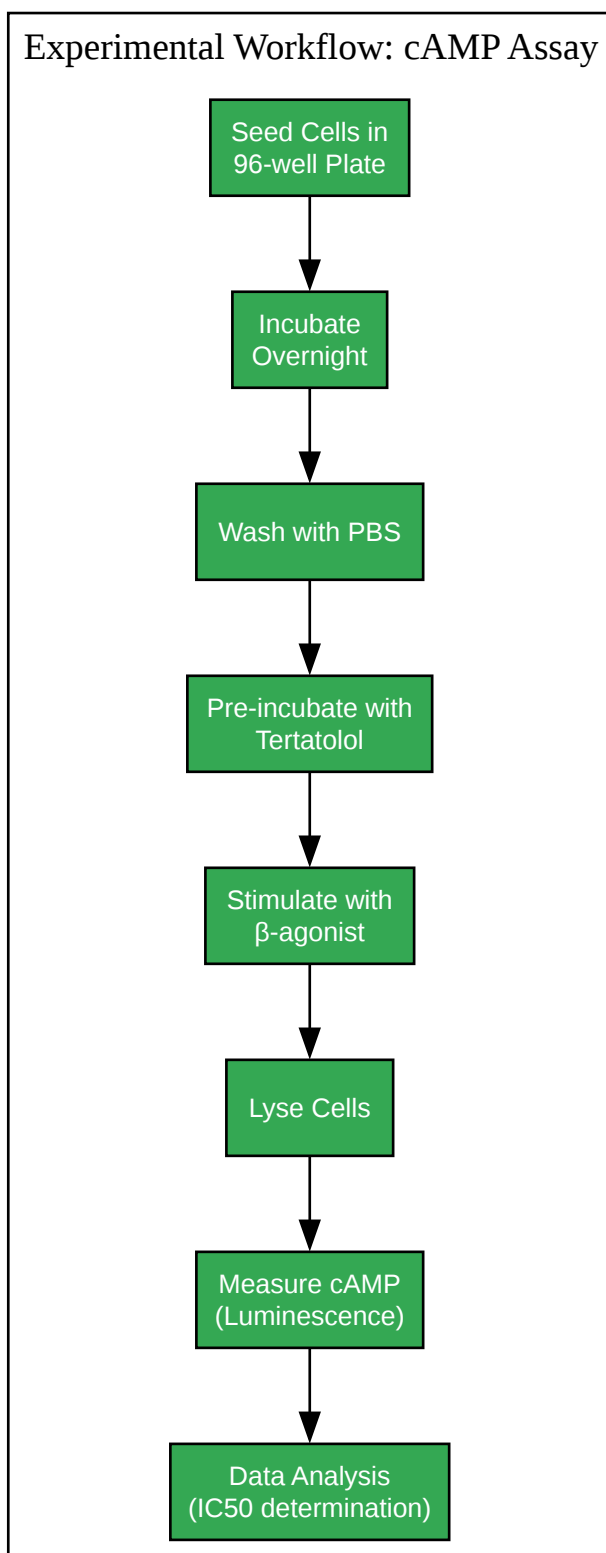 Experimental Workflow: cAMP Assay
Seed Cells in
96-well Plate
Incubate
Overnight
Wash with PBS
Pre-incubate with
Tertatolol
Stimulate with
β-agonist
Lyse Cells
Measure cAMP
(Luminescence)
Data Analysis
(IC50 determination)